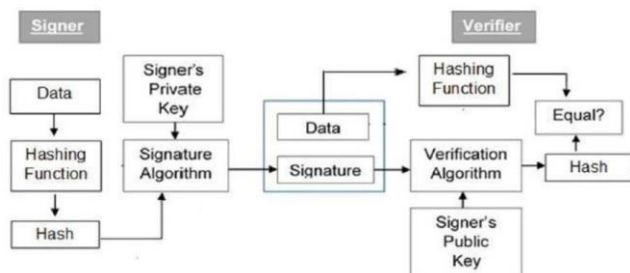 Signer
Verifier
Data
Hashing
Function
Hash
Signer's
Private
Key
Signature
Algorithm
Data
Signature
Hashing
Function
Verification
Algorithm
Signer's
Public
Key
Equal?
Hash